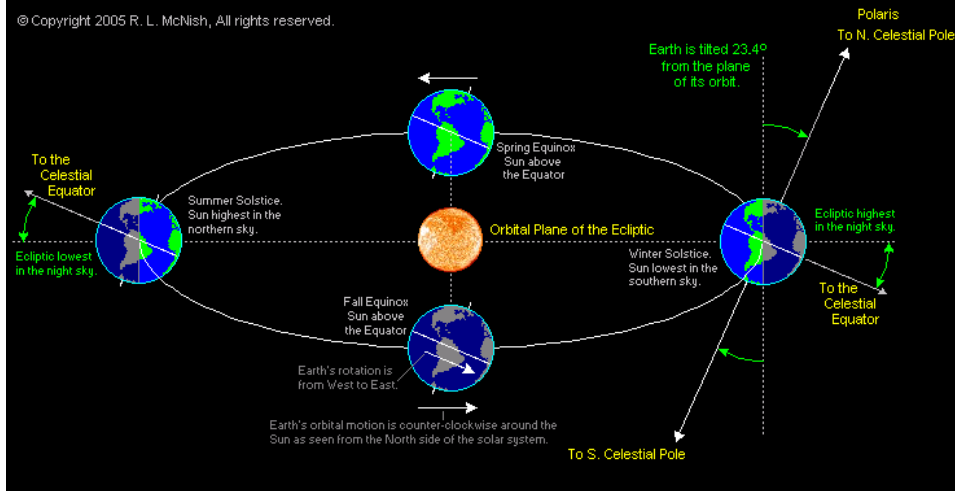 © Copyright 2005 R. L. McNish, All rights reserved.
Polaris
To N. Celestial Pole
Earth is tilted 23.4º
from the plane
of its orbit.
Spring Equinox
Sun above
the Equator
To the
Celestial
Equator
Summer Solstice.
Sun highest in the
northern sky.
Ecliptic lowest
in the night sky.
Orbital Plane of the Ecliptic
Winter Solstice.
Sun lowest in the
southern sky.
Ecliptic highest
in the night sky.
To the
Celestial
Equator
Fall Equinox
Sun above
the Equator
Earth's rotation is
from West to East.
Earth's orbital motion is counter-clockwise around the
Sun as seen from the North side of the solar system.
To S. Celestial Pole